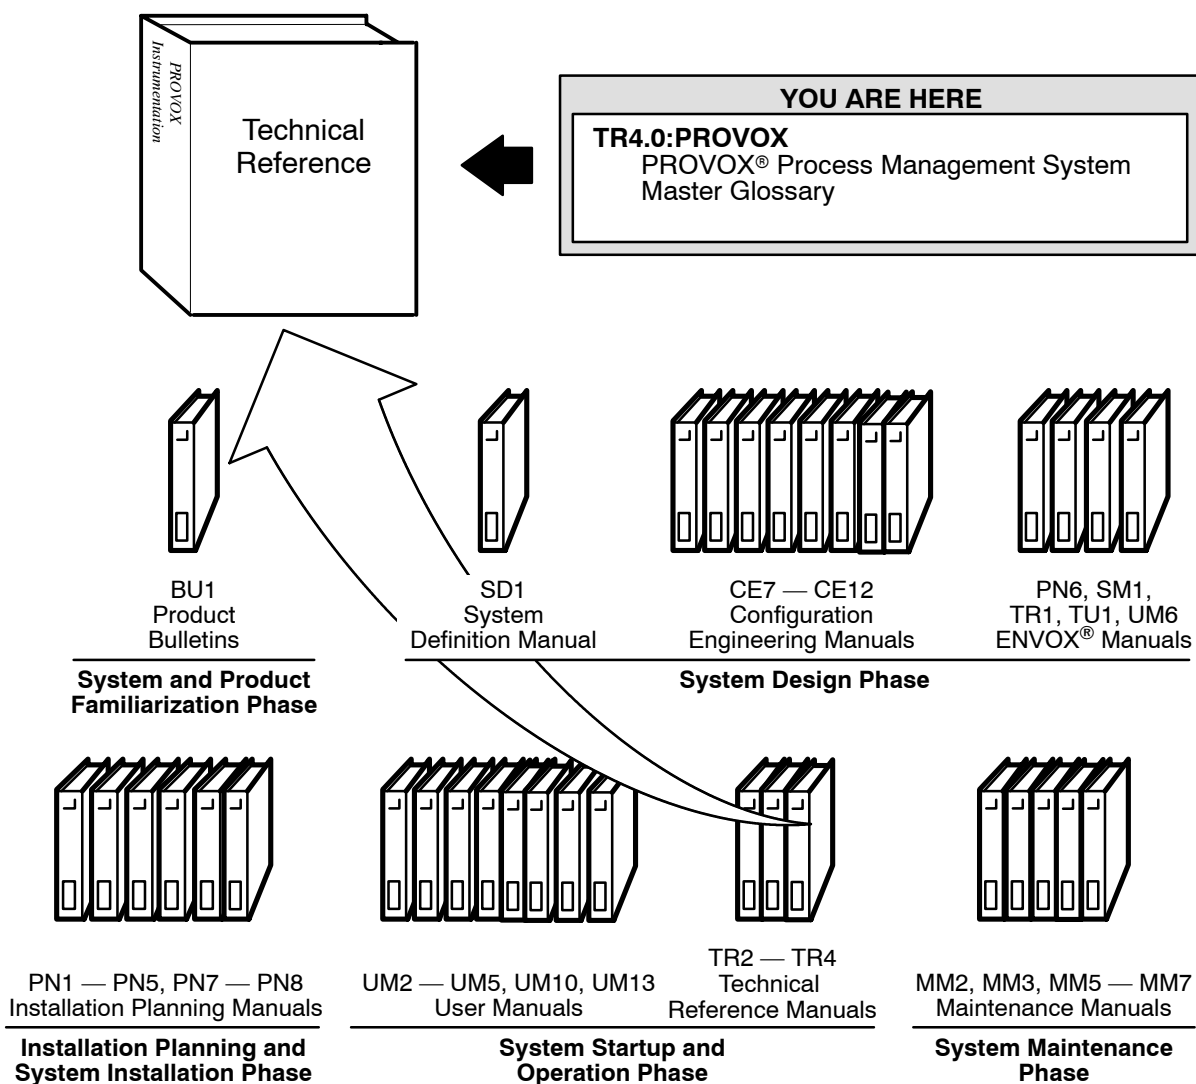 PROVOX
Instrumentation
Technical
Reference
YOU ARE HERE
TR4.0:PROVOX
PROVOX® Process Management System
Master Glossary
BU1
Product
Bulletins
SD1
System
Definition Manual
CE7 — CE12
Configuration
Engineering Manuals
PN6, SM1,
TR1, TU1, UM6
ENVOX® Manuals
System and Product
Familiarization Phase
System Design Phase
PN1 — PN5, PN7 — PN8
Installation Planning Manuals
UM2 — UM5, UM10, UM13
User Manuals
TR2 — TR4
Technical
Reference Manuals
MM2, MM3, MM5 — MM7
Maintenance Manuals
Installation Planning and
System Installation Phase
System Startup and
Operation Phase
System Maintenance
Phase